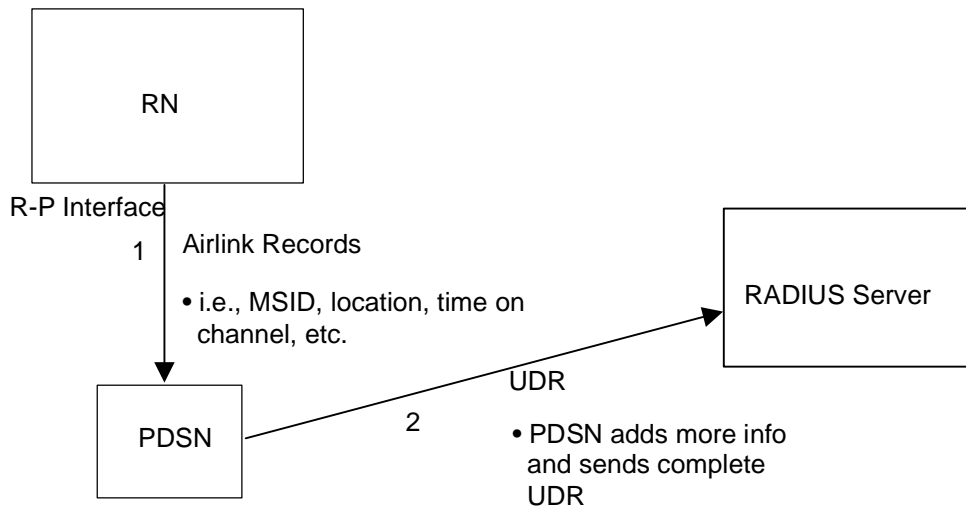 RN
R-P Interface
1
Airlink Records
• i.e., MSID, location, time on
channel, etc.
RADIUS Server
PDSN
2
UDR
• PDSN adds more info
and sends complete
UDR